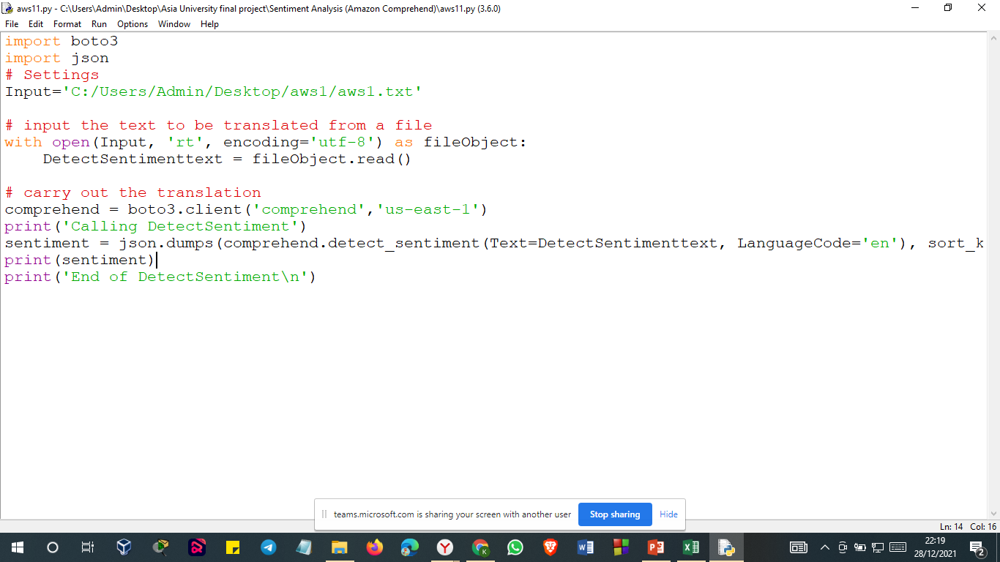 aws11.py - C:\Users\Admin\Desktop\Asia University final project\Sentiment Analysis (Amazon Comprehend)\aws11.py (3.6.0)
File Edit Format Run Options Window Help
import boto3
import json
# Settings
Input='C:/Users/Admin/Desktop/aws1/aws1.txt'
# input the text to be translated from a file
with open(Input, 'rt', encoding='utf-8') as fileObject:
    DetectSentimenttext = fileObject.read()
# carry out the translation
comprehend = boto3.client('comprehend','us-east-1')
print('Calling DetectSentiment')
sentiment = json.dumps(comprehend.detect_sentiment(Text=DetectSentimenttext, LanguageCode='en'), sort_k
print(sentiment)
print('End of DetectSentiment\n')
teams.microsoft.com is sharing your screen with another user Stop sharing Hide
Ln: 14 Col: 16
22:19
28/12/2021
2